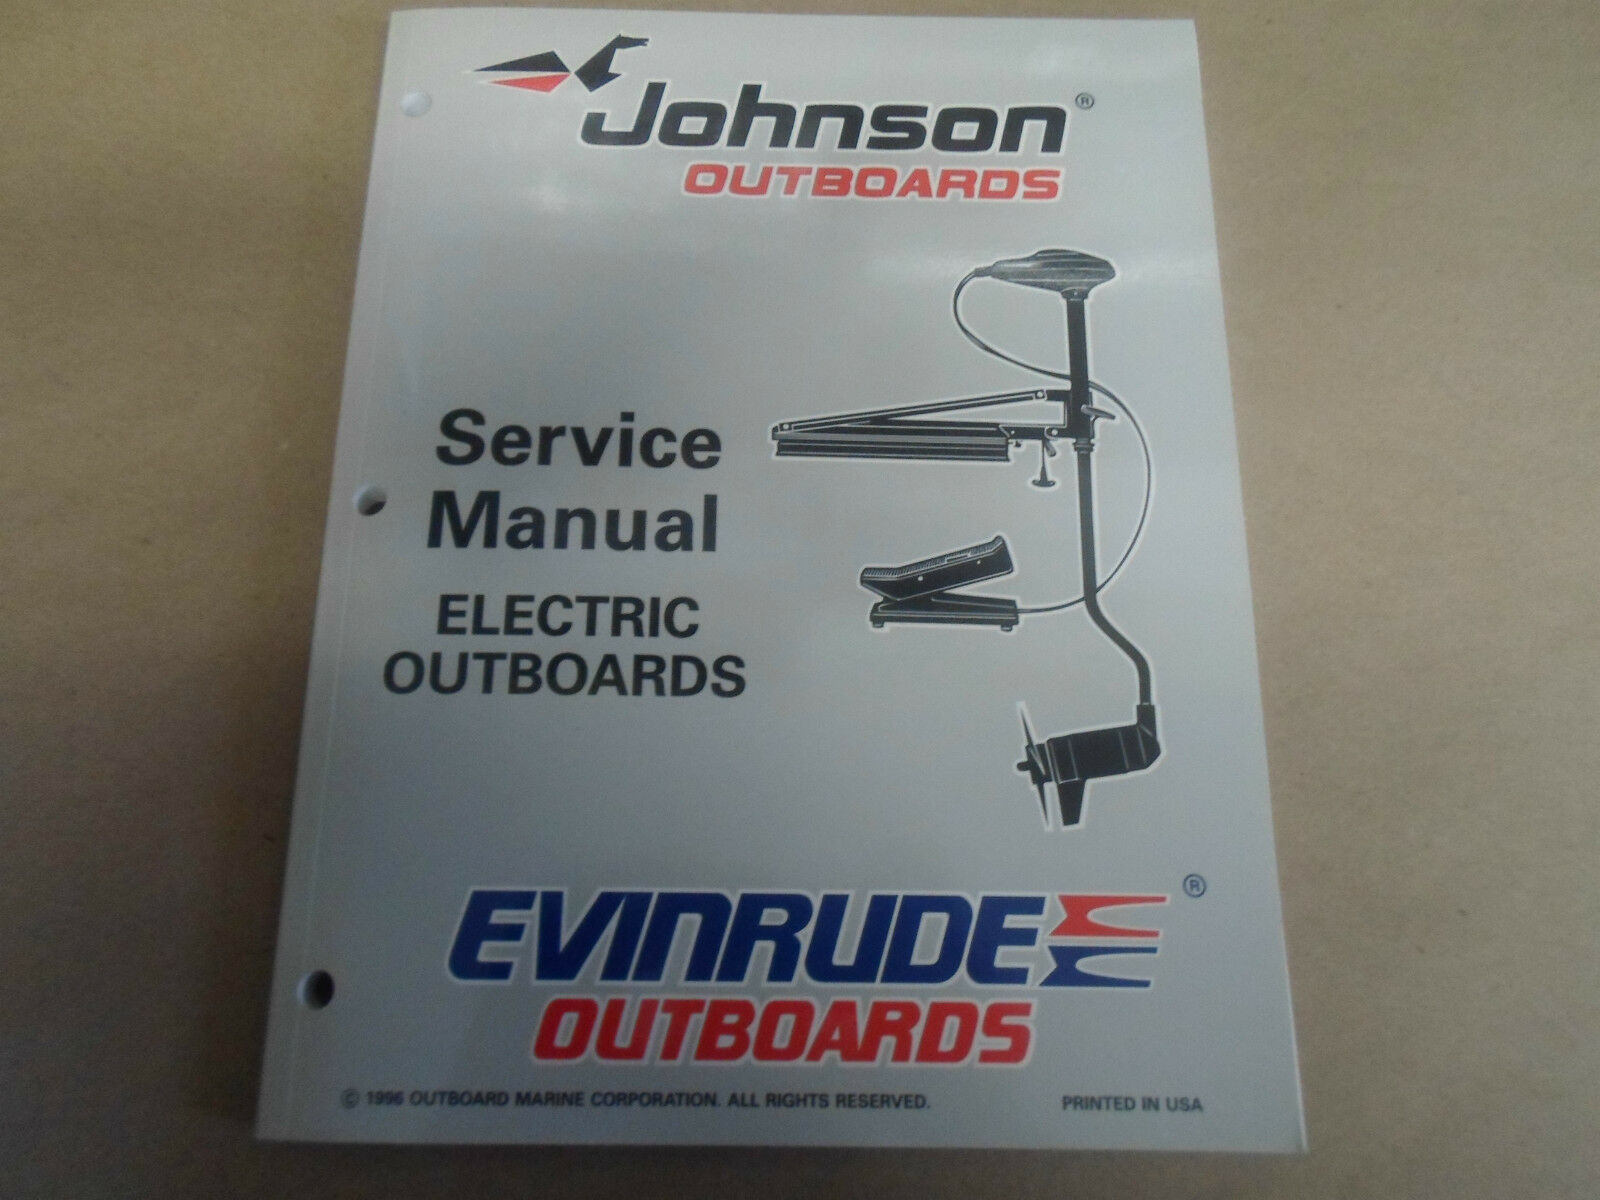 Johnson®
OUTBOARDS
Service
Manual
ELECTRIC
OUTBOARDS
EVINRUDE®
OUTBOARDS
© 1996 OUTBOARD MARINE CORPORATION. ALL RIGHTS RESERVED.
PRINTED IN USA